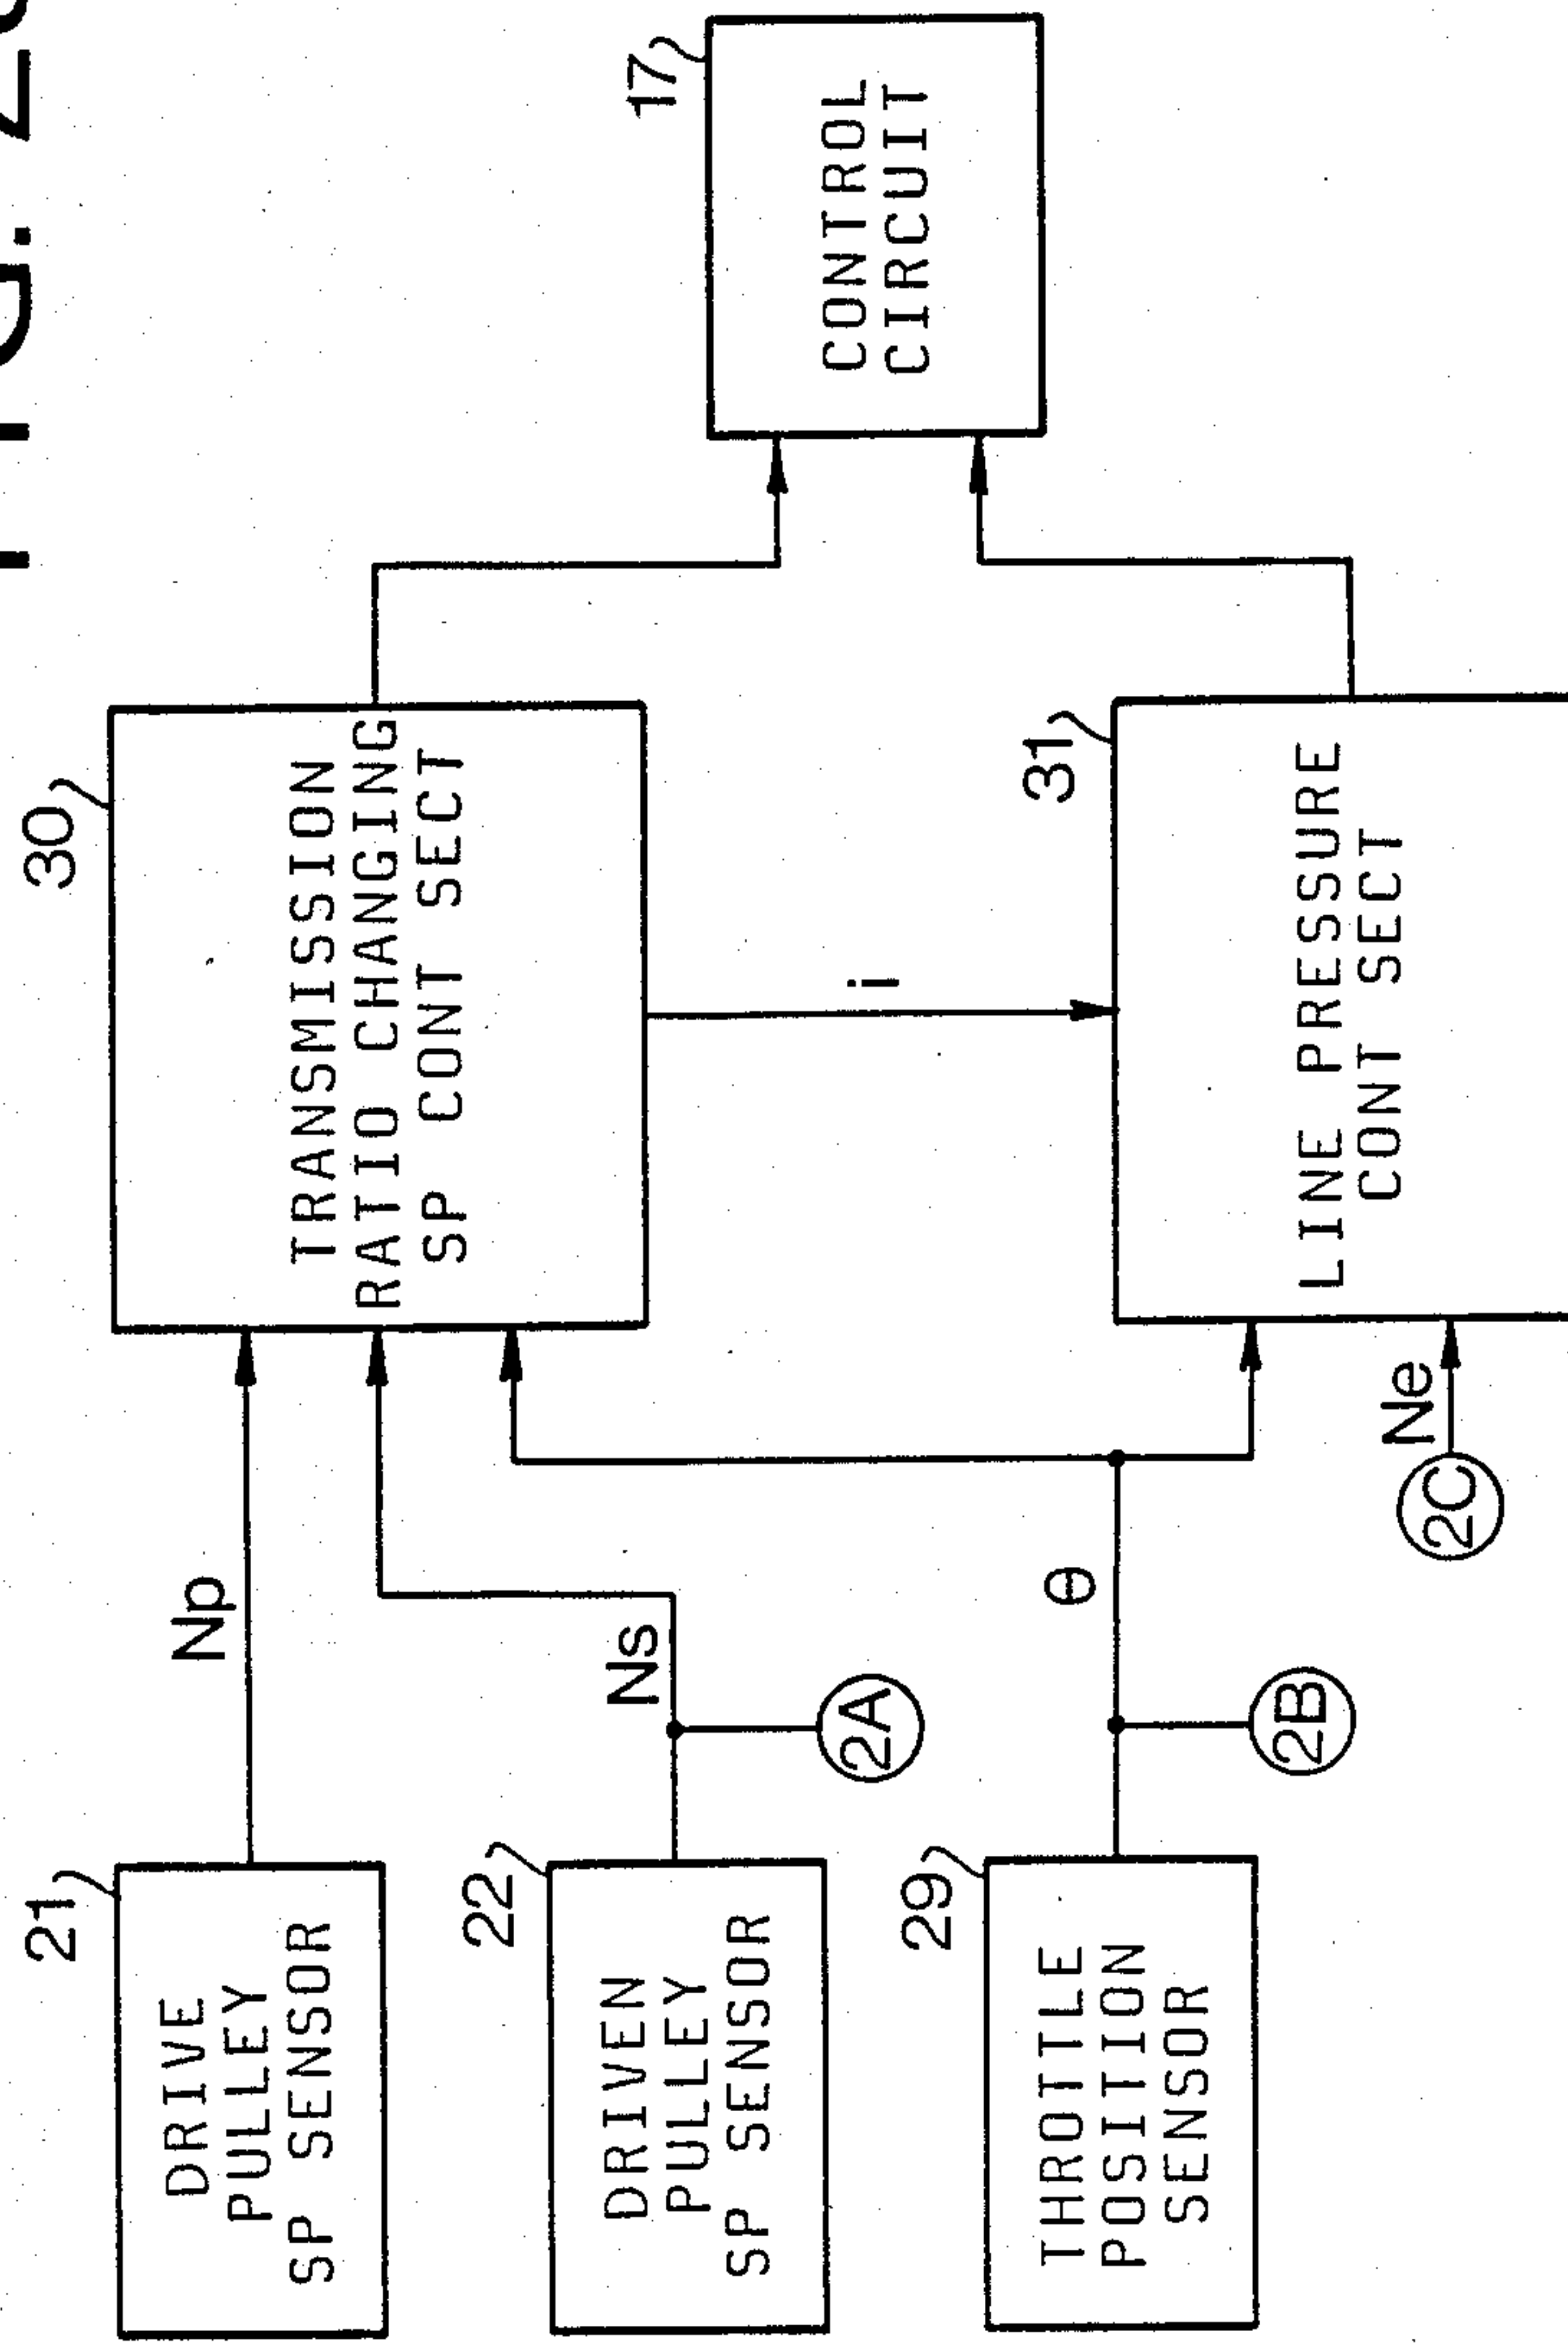 21
DRIVE
PULLEY
SP SENSOR
Np
30
TRANSMISSION
RATIO CHANGING
SP CONT SECT
17
CONTROL
CIRCUIT
22
DRIVEN
PULLEY
SP SENSOR
Ns
2A
i
29
THROTTLE
POSITION
SENSOR
θ
2B
31
LINE PRESSURE
CONT SECT
Ne
2C